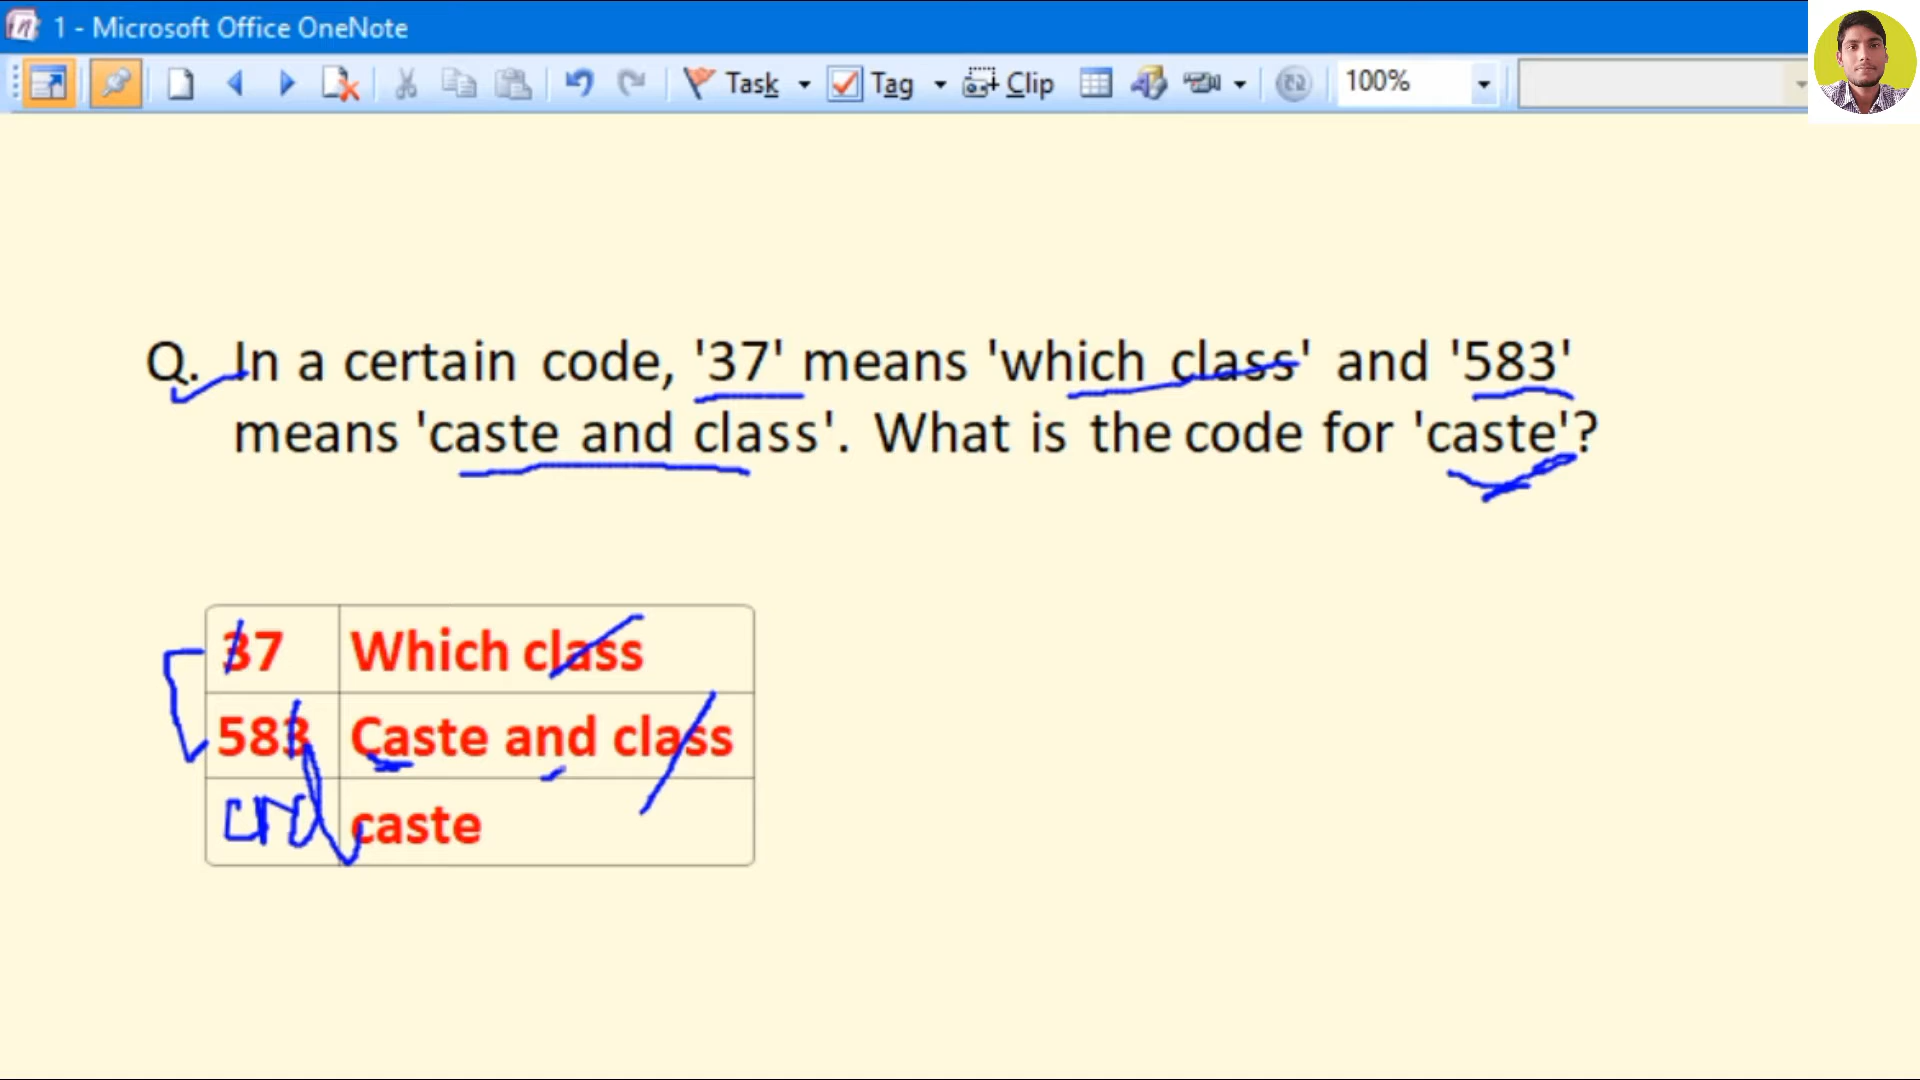 1 - Microsoft Office OneNote
Task Tag Clip 100%
Q. In a certain code, '37' means 'which class' and '583'
means 'caste and class'. What is the code for 'caste'?
37 Which class
583 Caste and class
caste